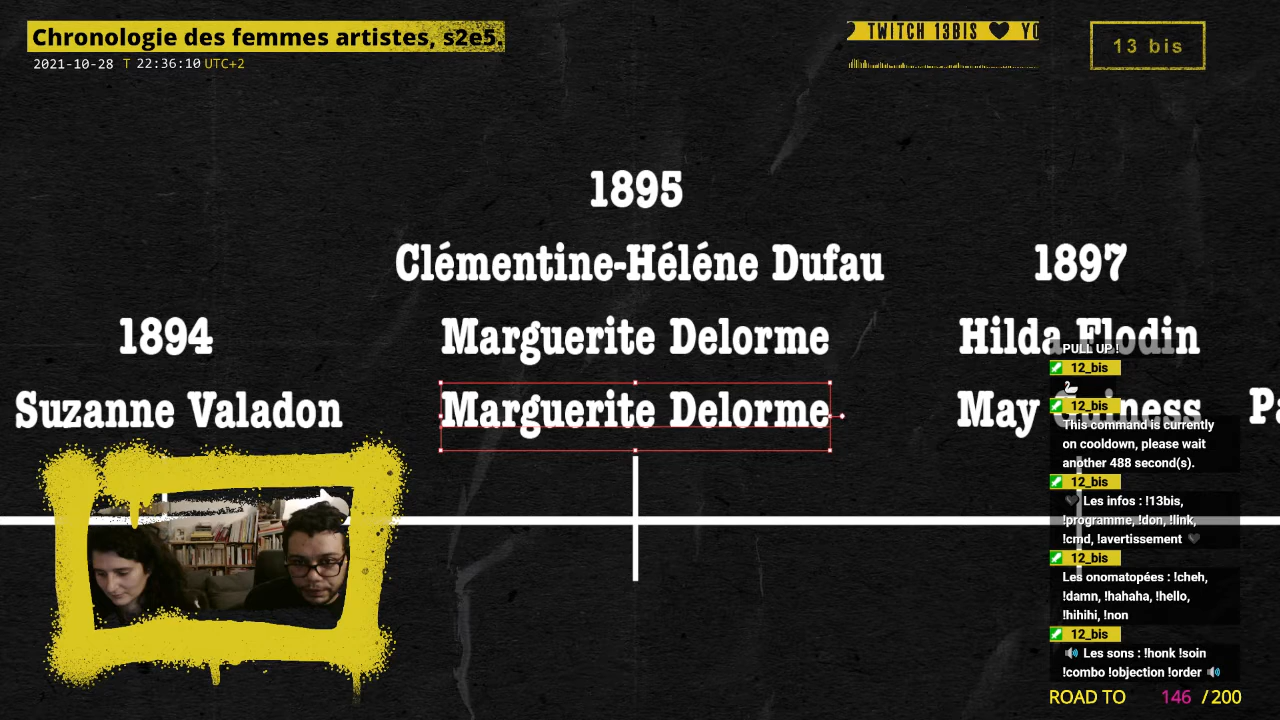 Chronologie des femmes artistes, s2e5,
2021-10-28 T 22:36:10 UTC+2
TWITCH 13BIS
13 bis
1895
Clémentine-Héléne Dufau
1897
1894
Marguerite Delorme
Hilda Flodin
Suzanne Valadon
Marguerite Delorme
May Guiness
PULL UP !
12_bis
12_bis
This command is currently
on cooldown, please wait
another 488 second(s).
12_bis
Les infos : !13bis,
!programme, !don, !link,
!cmd, !avertissement
12_bis
Les onomatopées : !cheh,
!damn, !hahaha, !hello,
!hihihi, !non
12_bis
Les sons : !honk !soin
!combo !objection !order
ROAD TO 146 / 200